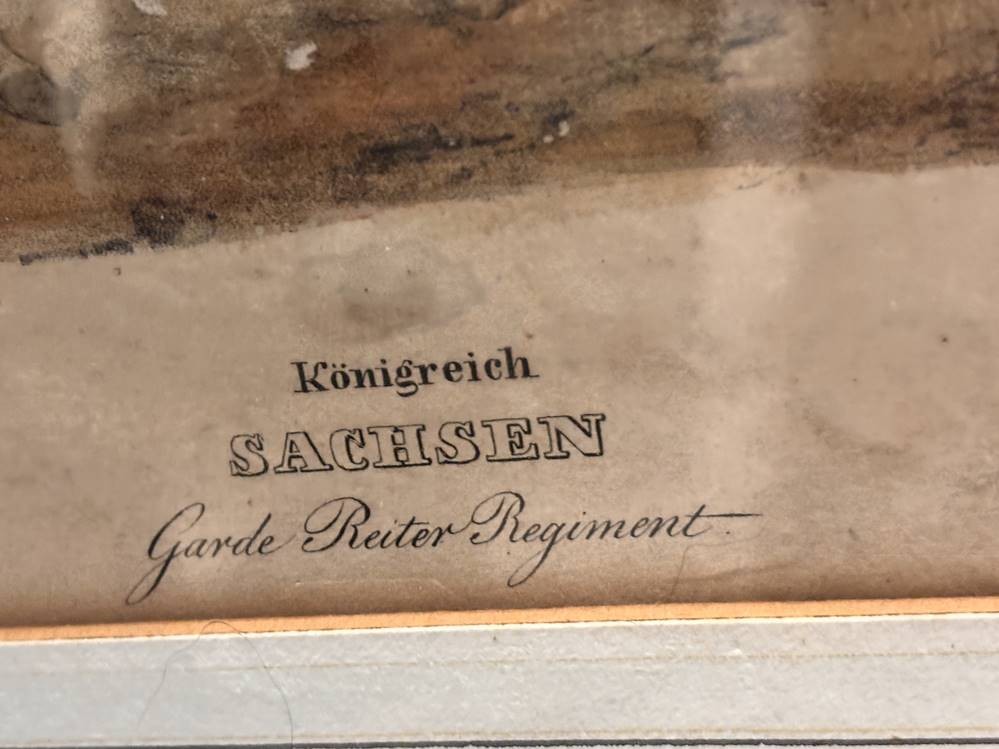 Königreich
SACHSEN
Garde Reiter Regiment.